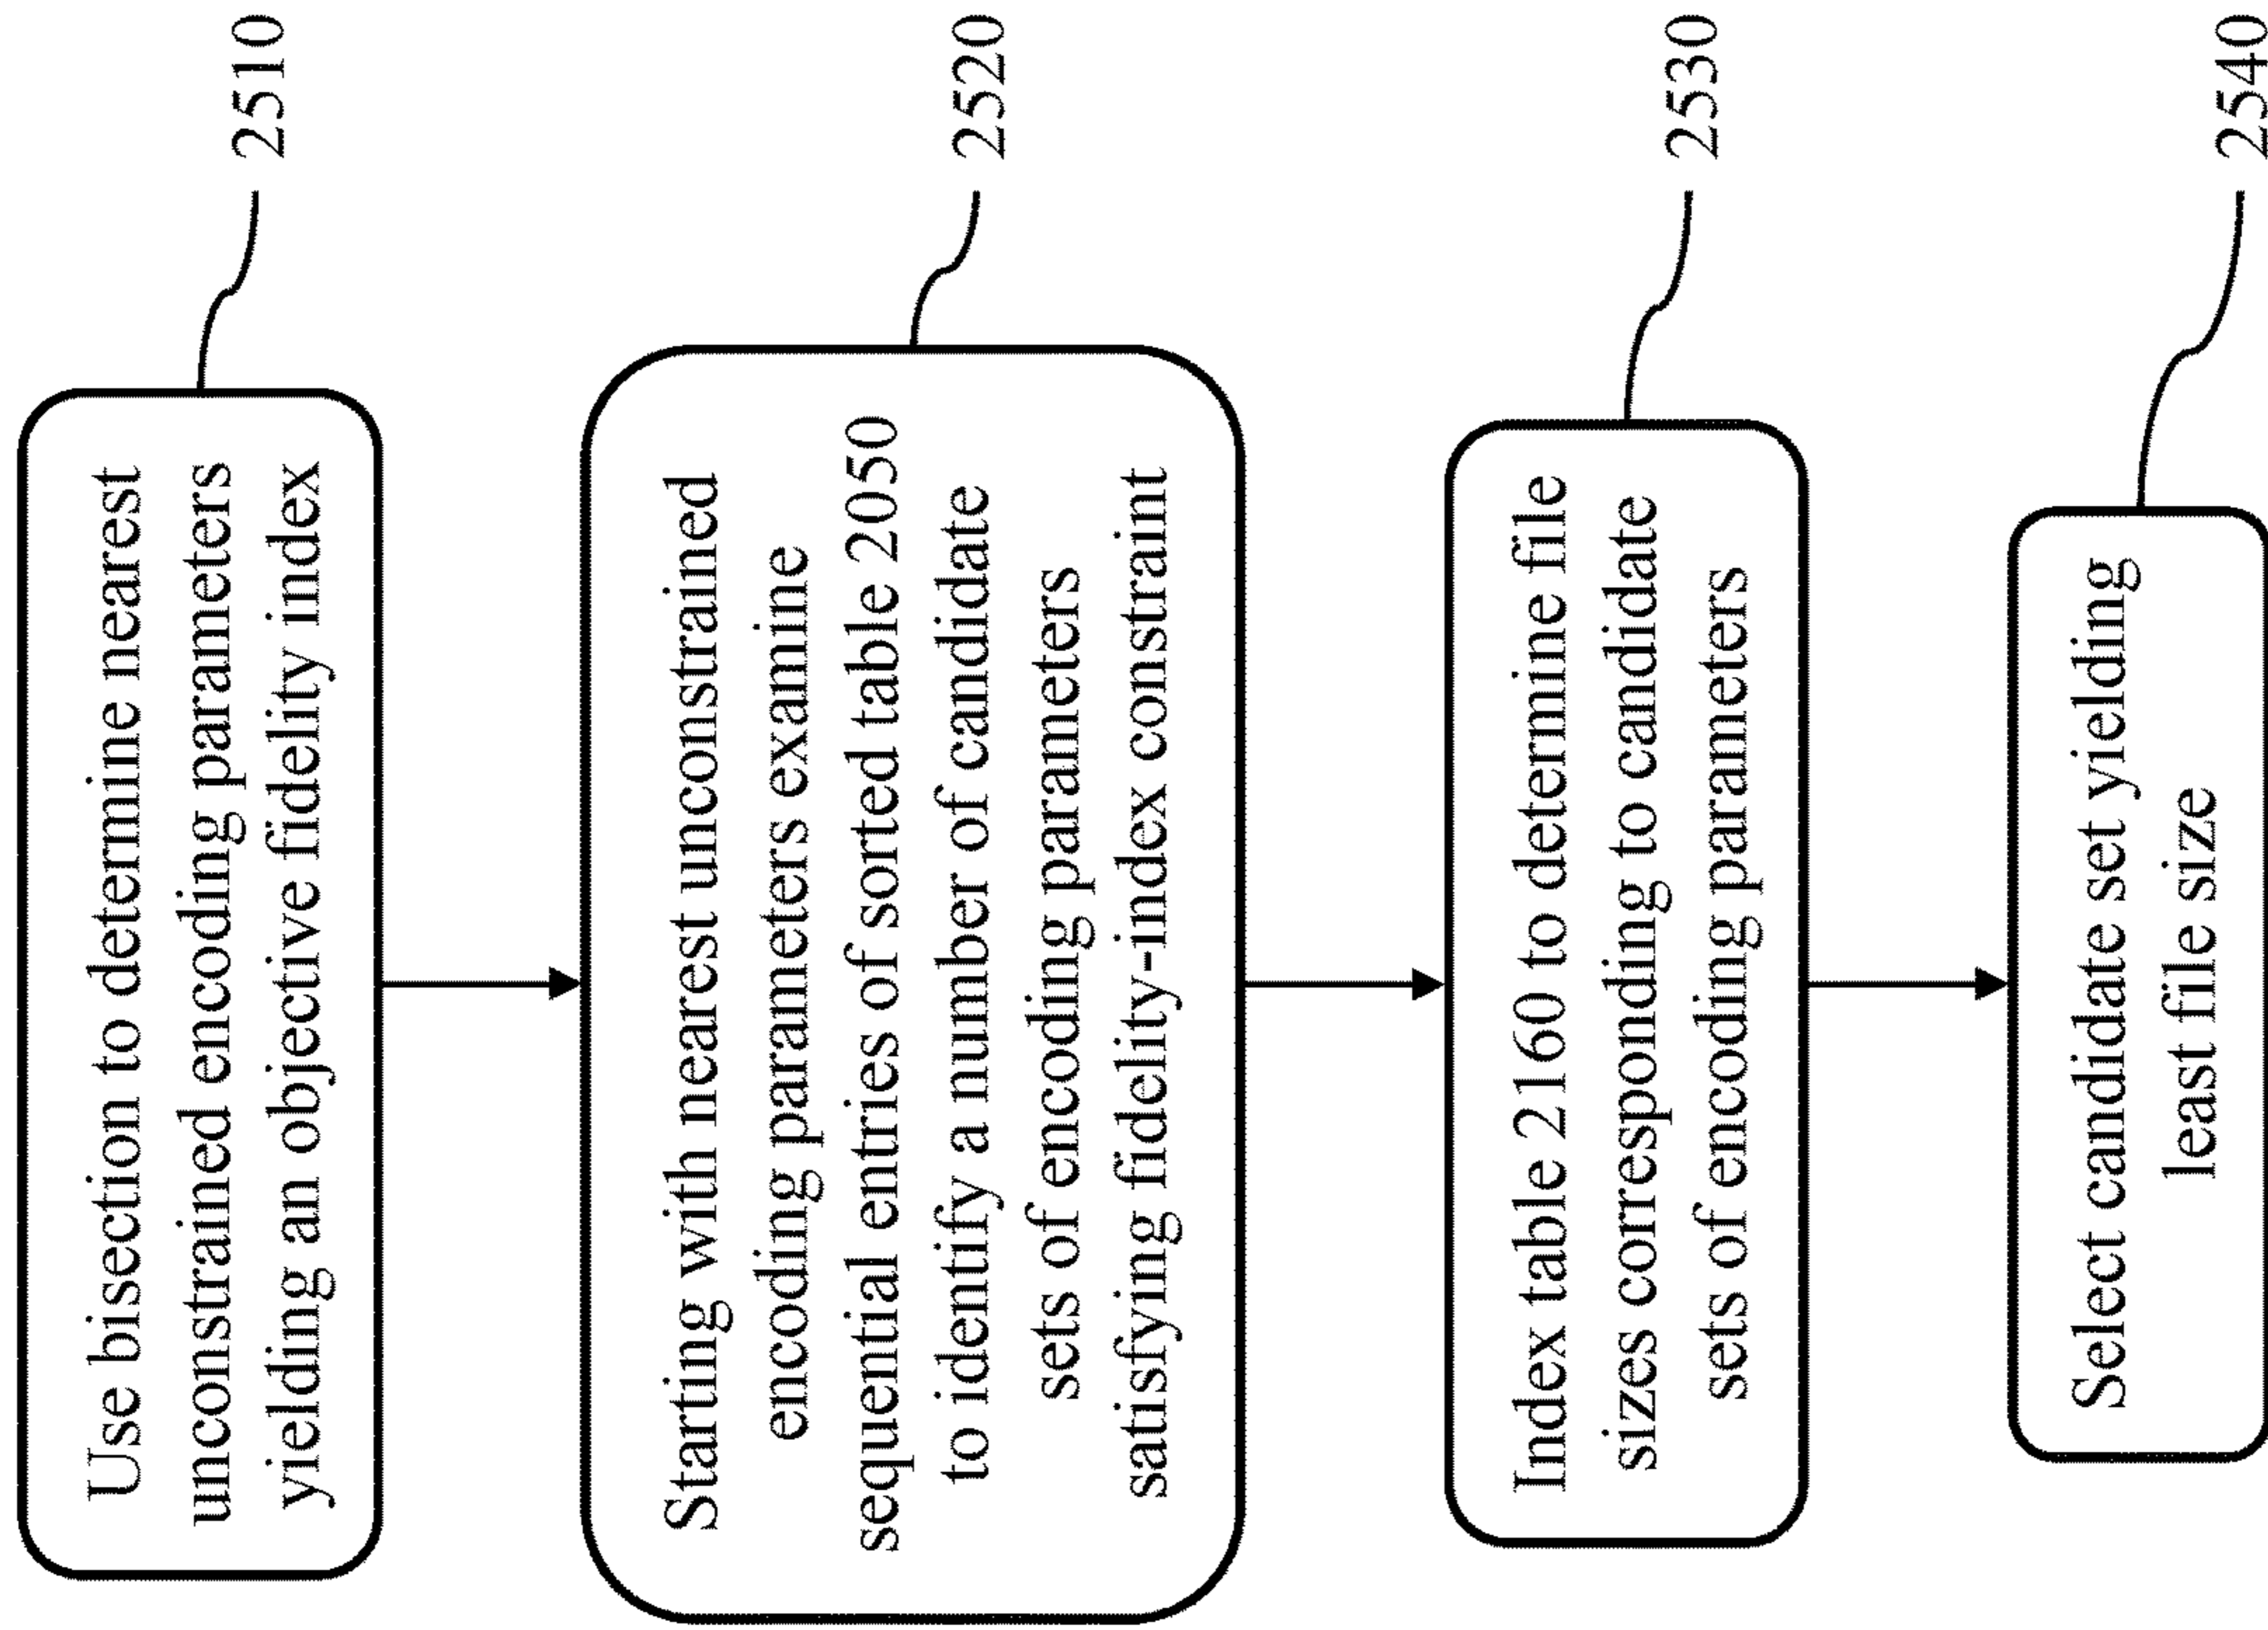 Use bisection to determine nearest
unconstrained encoding parameters
yielding an objective fidelity index
2510
Starting with nearest unconstrained
encoding parameters examine
sequential entries of sorted table 2050
to identify a number of candidate
sets of encoding parameters
satisfying fidelity-index constraint
2520
Index table 2160 to determine file
sizes corresponding to candidate
sets of encoding parameters
2530
Select candidate set yielding
least file size
2540